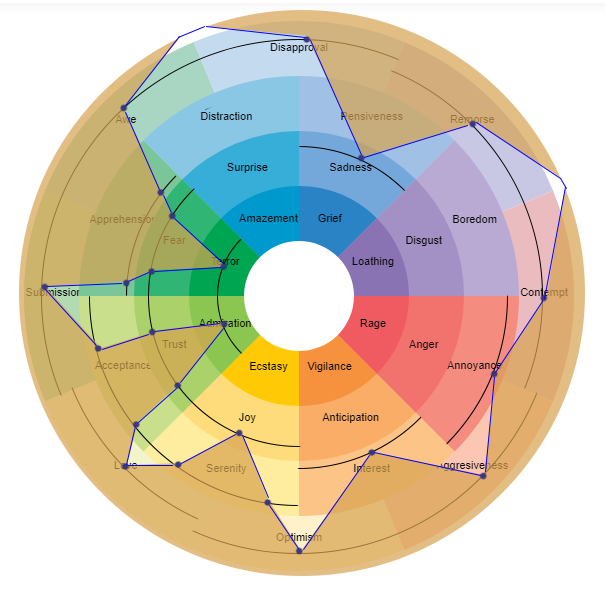 Disapproval
Distraction
Pensiveness
Awe
Remorse
Surprise
Sadness
Apprehension
Amazement
Grief
Boredom
Fear
Disgust
Terror
Loathing
Submission
Contempt
Admiration
Rage
Trust
Anger
Acceptance
Ecstasy
Vigilance
Annoyance
Joy
Anticipation
Love
Serenity
Interest
Aggresiveness
Optimism